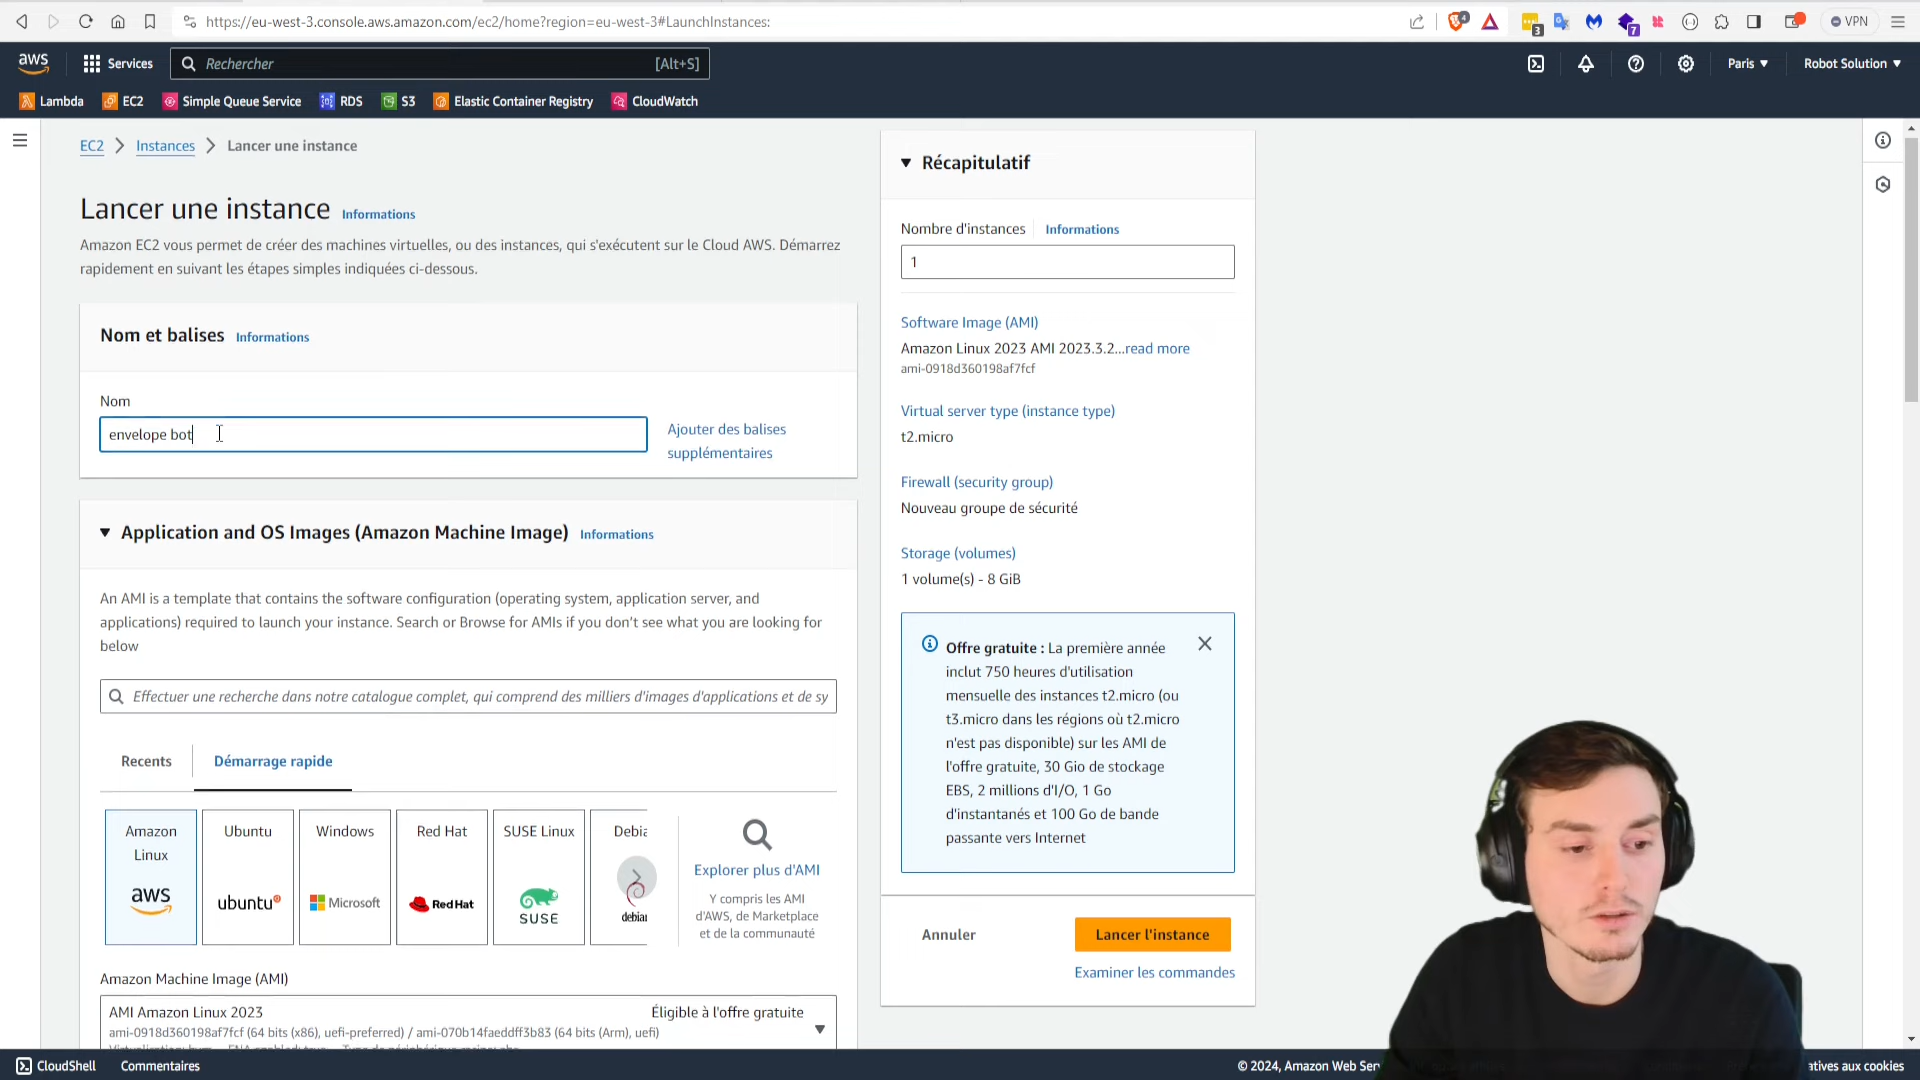 https://eu-west-3.console.aws.amazon.com/ec2/home?region=eu-west-3#LaunchInstances:
4
3
7
VPN
aws
Services
Rechercher
[Alt+S]
Paris
Robot Solution
Lambda
EC2
Simple Queue Service
RDS
S3
Elastic Container Registry
CloudWatch
EC2
Instances
Lancer une instance
Lancer une instance
Informations
Amazon EC2 vous permet de créer des machines virtuelles, ou des instances, qui s'exécutent sur le Cloud AWS. Démarrez
rapidement en suivant les étapes simples indiquées ci-dessous.
Nom et balises
Informations
Nom
envelope bot
Ajouter des balises
supplémentaires
Application and OS Images (Amazon Machine Image)
Informations
An AMI is a template that contains the software configuration (operating system, application server, and
applications) required to launch your instance. Search or Browse for AMIs if you don't see what you are looking for
below
Effectuer une recherche dans notre catalogue complet, qui comprend des milliers d'images d'applications et de sy
Recents
Démarrage rapide
Amazon
Linux
aws
Ubuntu
ubuntu
Windows
Microsoft
Red Hat
Red Hat
SUSE Linux
SUSE
Debia
debian
Explorer plus d'AMI
Y compris les AMI
d'AWS, de Marketplace
et de la communauté
Amazon Machine Image (AMI)
AMI Amazon Linux 2023
Éligible à l'offre gratuite
ami-0918d360198af7fcf (64 bits (x86), uefi-preferred) / ami-070b14faeddff3b83 (64 bits (Arm), uefi)
Récapitulatif
Nombre d'instances
Informations
1
Software Image (AMI)
Amazon Linux 2023 AMI 2023.3.2...read more
ami-0918d360198af7fcf
Virtual server type (instance type)
t2.micro
Firewall (security group)
Nouveau groupe de sécurité
Storage (volumes)
1 volume(s) - 8 GiB
Offre gratuite : La première année
inclut 750 heures d'utilisation
mensuelle des instances t2.micro (ou
t3.micro dans les régions où t2.micro
n'est pas disponible) sur les AMI de
l'offre gratuite, 30 Gio de stockage
EBS, 2 millions d'I/O, 1 Go
d'instantanés et 100 Go de bande
passante vers Internet
Annuler
Lancer l'instance
Examiner les commandes
CloudShell
Commentaires
© 2024, Amazon Web Serv
atives aux cookies